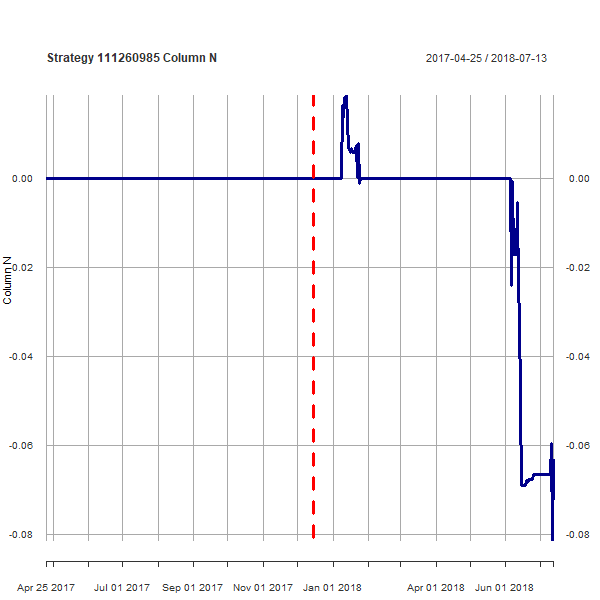 Strategy 111260985 Column N 2017-04-25 / 2018-07-13
0.00 0.00
-0.02 -0.02
-0.04 -0.04
-0.06 -0.06
-0.08 -0.08
Column N
Apr 25 2017 Jul 01 2017 Sep 01 2017 Nov 01 2017 Jan 01 2018 Apr 01 2018 Jun 01 2018